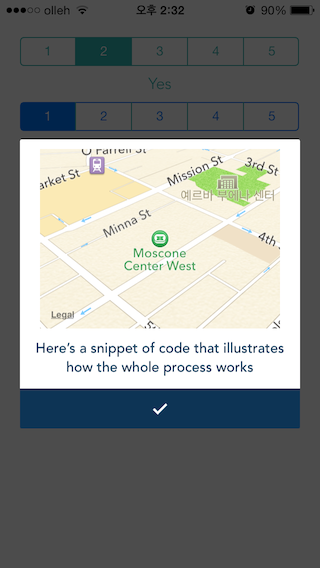 olleh 오후 2:32 90%
1 2 3 4 5
Yes
1 2 3 4 5
O'Farrell St
Market St
Mission St
3rd St
예르바 부에나 센터
Minna St
4th
Moscone
Center West
Legal
5th S
Here's a snippet of code that illustrates
how the whole process works